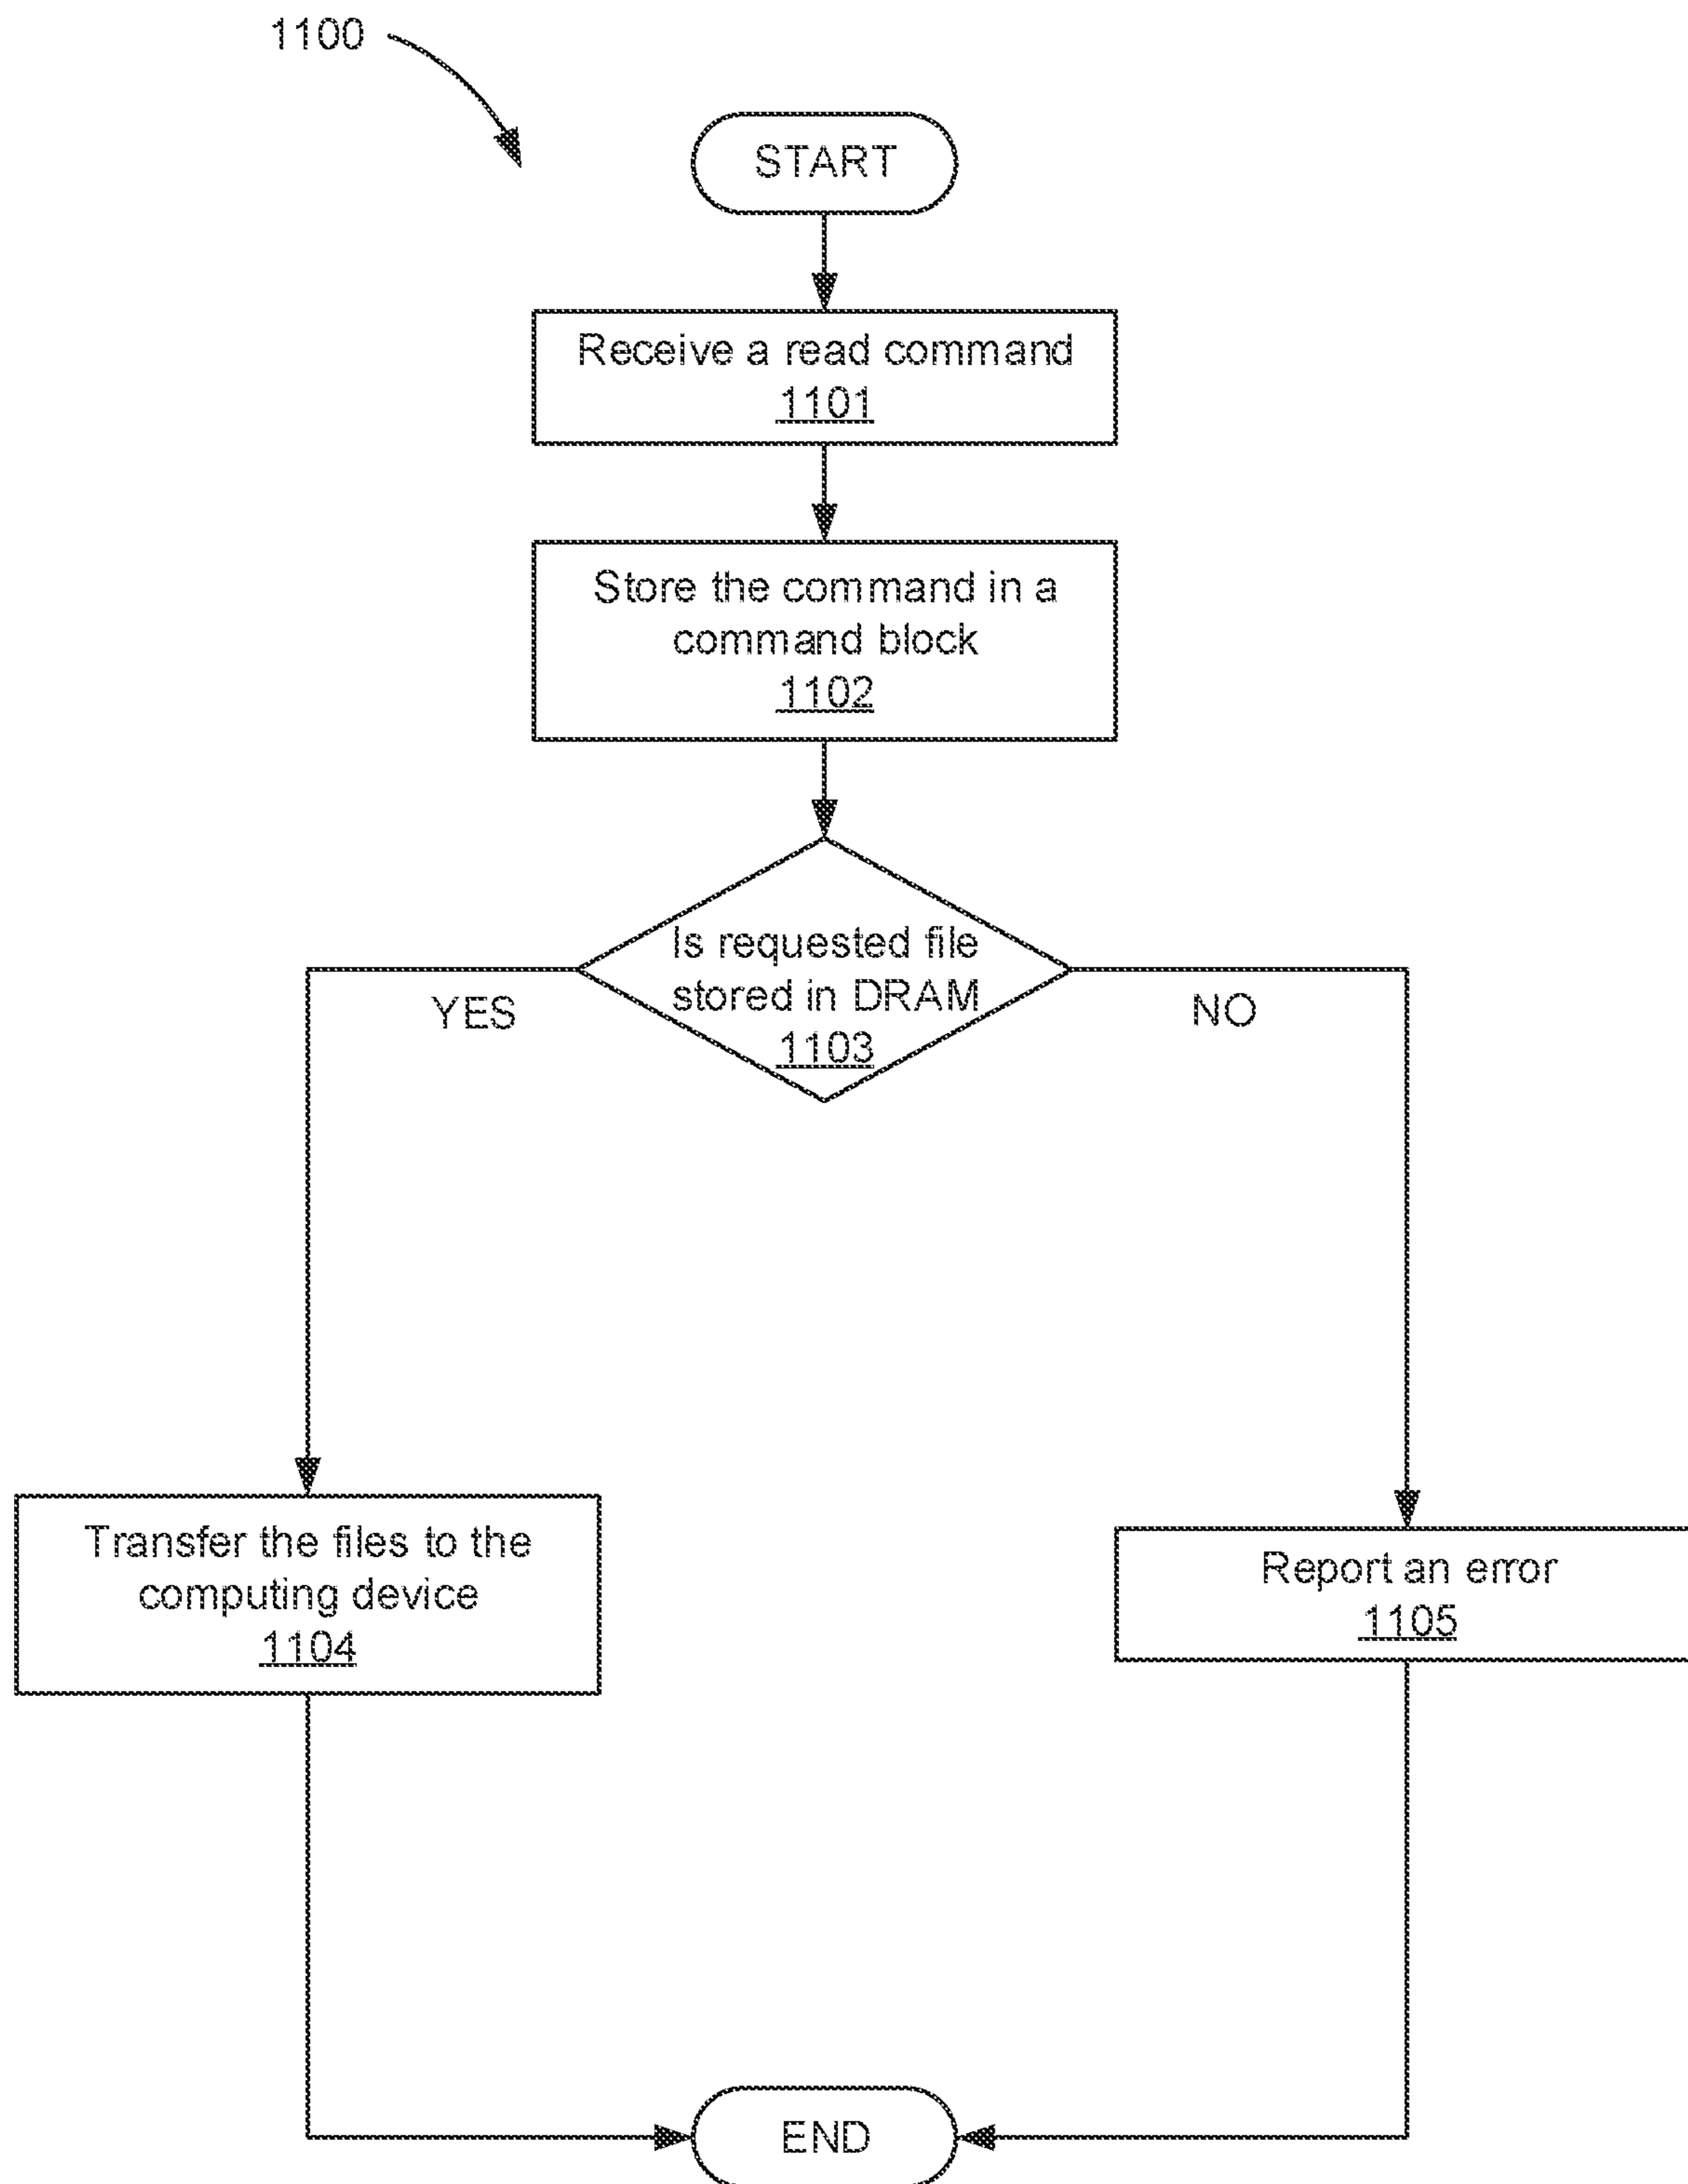 1100
START
Receive a read command
1101
Store the command in a
command block
1102
Is requested file
stored in DRAM
1103
YES
NO
Transfer the files to the
computing device
1104
Report an error
1105
END